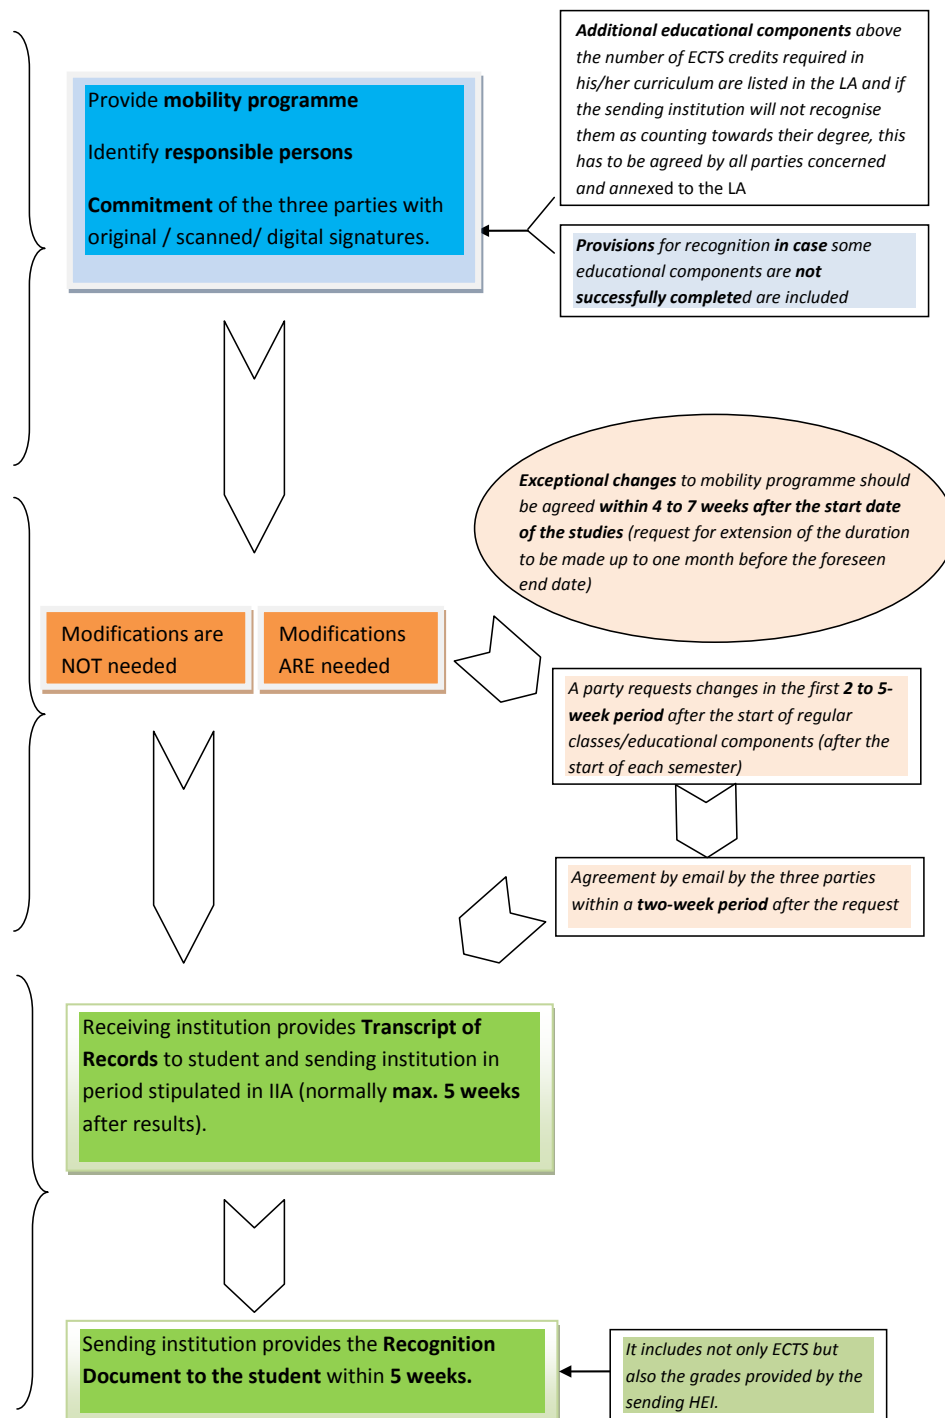 Additional educational components above
the number of ECTS credits required in
his/her curriculum are listed in the LA and if
the sending institution will not recognise
them as counting towards their degree, this
has to be agreed by all parties concerned
and annexed to the LA
Provide mobility programme
Identify responsible persons
Commitment of the three parties with
original / scanned/ digital signatures.
Provisions for recognition in case some
educational components are not
successfully completed are included
Exceptional changes to mobility programme should
be agreed within 4 to 7 weeks after the start date
of the studies (request for extension of the duration
to be made up to one month before the foreseen
end date)
Modifications are
NOT needed
Modifications
ARE needed
A party requests changes in the first 2 to 5-
week period after the start of regular
classes/educational components (after the
start of each semester)
Agreement by email by the three parties
within a two-week period after the request
Receiving institution provides Transcript of
Records to student and sending institution in
period stipulated in IIA (normally max. 5 weeks
after results).
Sending institution provides the Recognition
Document to the student within 5 weeks.
It includes not only ECTS but
also the grades provided by the
sending HEI.